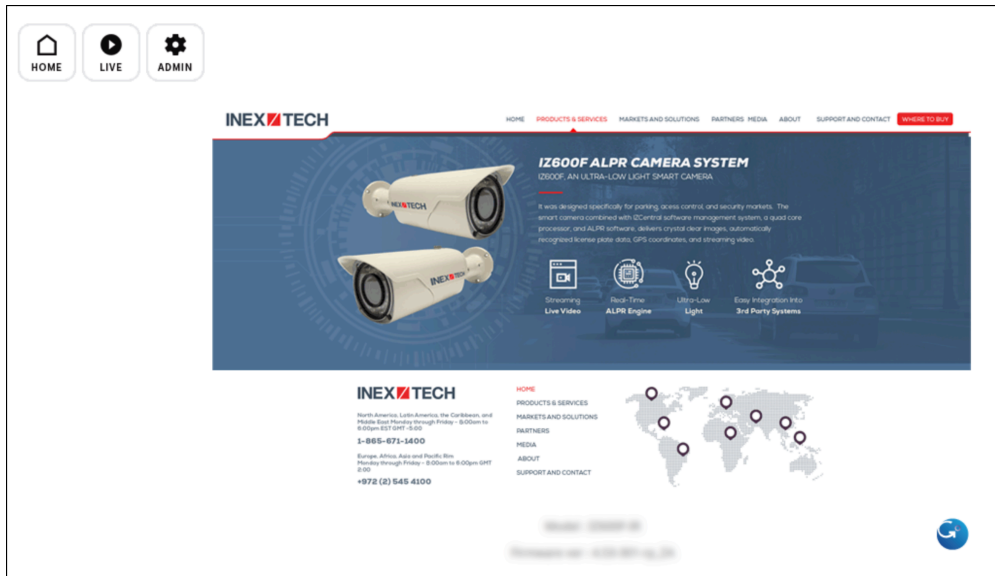 HOME
LIVE
ADMIN
INEX TECH
HOME PRODUCTS & SERVICES MARKETS AND SOLUTIONS PARTNERS MEDIA ABOUT SUPPORT AND CONTACT WHERE TO BUY
IZ600F ALPR CAMERA SYSTEM
IZ600F, AN ULTRA-LOW LIGHT SMART CAMERA
It was designed specifically for parking, acess control, and security markets. The
smart camera combined with IZCentral software management system, a quad core
processor, and ALPR software, delivers crystal clear images, automatically
recognized license plate data, GPS coordinates, and streaming video.
INEX TECH
INEX TECH
Streaming
Live Video
Real-Time
ALPR Engine
Ultra-Low
Light
Easy Integration Into
3rd Party Systems
INEX TECH
North America, Latin America, the Caribbean, and
Middle East Monday through Friday - 8:00am to
6:00pm EST GMT -5:00
1-865-671-1400
Europe, Africa, Asia and Pacific Rim
Monday through Friday - 8:00am to 6:00pm GMT
2:00
+972 (2) 545 4100
HOME
PRODUCTS & SERVICES
MARKETS AND SOLUTIONS
PARTNERS
MEDIA
ABOUT
SUPPORT AND CONTACT
G+